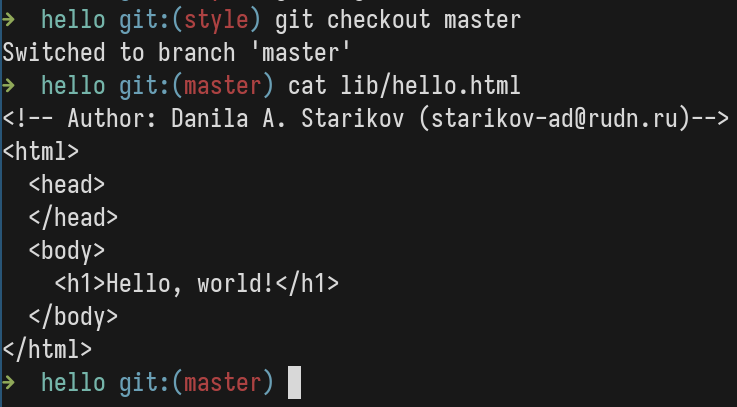 ➜  hello git:(style) git checkout master
Switched to branch 'master'
➜  hello git:(master) cat lib/hello.html
<!-- Author: Danila A. Starikov (starikov-ad@rudn.ru)-->
<html>
  <head>
  </head>
  <body>
    <h1>Hello, world!</h1>
  </body>
</html>
➜  hello git:(master)